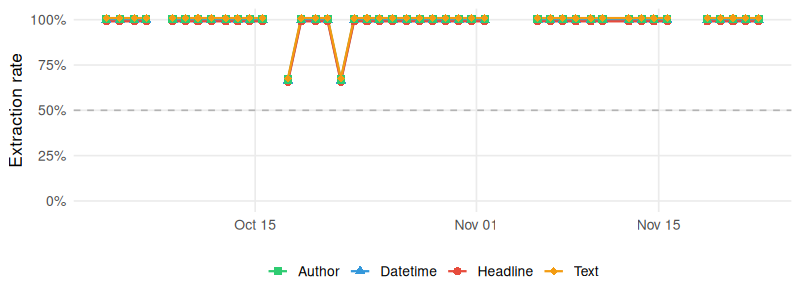 100%
75%
50%
25%
0%
Extraction rate
Oct 15 Nov 01 Nov 15
Author Datetime Headline Text